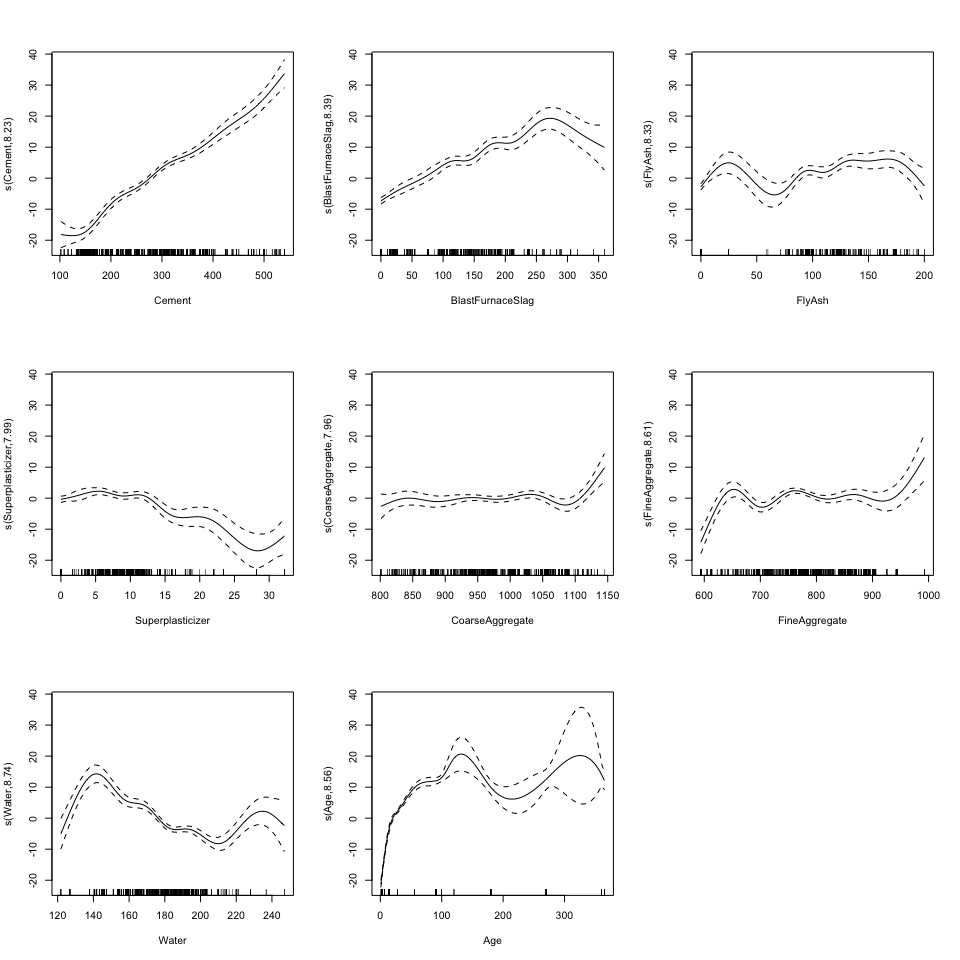 s(Cement,8.23)
-20 -10 0 10 20 30 40
100 200 300 400 500
Cement
s(BlastFurnaceSlag,8.39)
-20 -10 0 10 20 30 40
0 50 100 150 200 250 300 350
BlastFurnaceSlag
s(FlyAsh,8.33)
-20 -10 0 10 20 30 40
0 50 100 150 200
FlyAsh
s(Superplasticizer,7.99)
-20 -10 0 10 20 30 40
0 5 10 15 20 25 30
Superplasticizer
s(CoarseAggregate,7.96)
-20 -10 0 10 20 30 40
800 850 900 950 1000 1050 1100 1150
CoarseAggregate
s(FineAggregate,8.61)
-20 -10 0 10 20 30 40
600 700 800 900 1000
FineAggregate
s(Water,8.74)
-20 -10 0 10 20 30 40
120 140 160 180 200 220 240
Water
s(Age,8.56)
-20 -10 0 10 20 30 40
0 100 200 300
Age